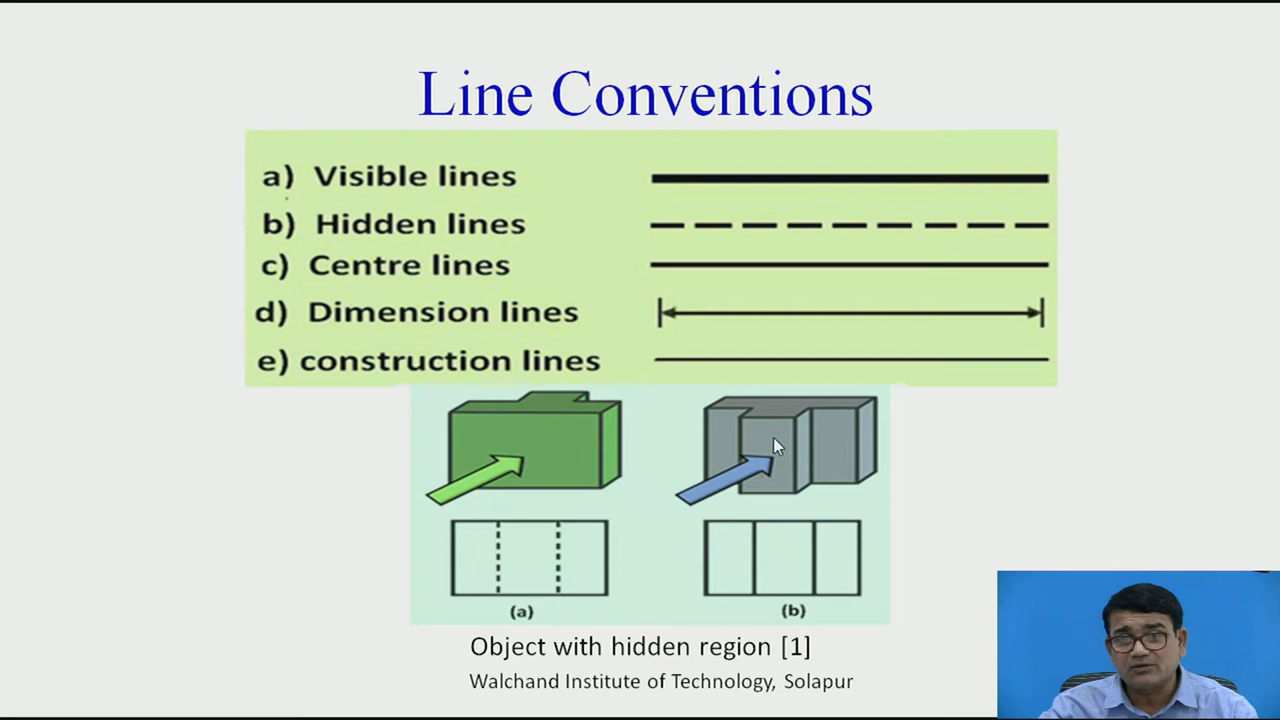 Line Conventions
a) Visible lines
b) Hidden lines
c) Centre lines
d) Dimension lines
e) construction lines
(a)
(b)
Object with hidden region [1]
Walchand Institute of Technology, Solapur